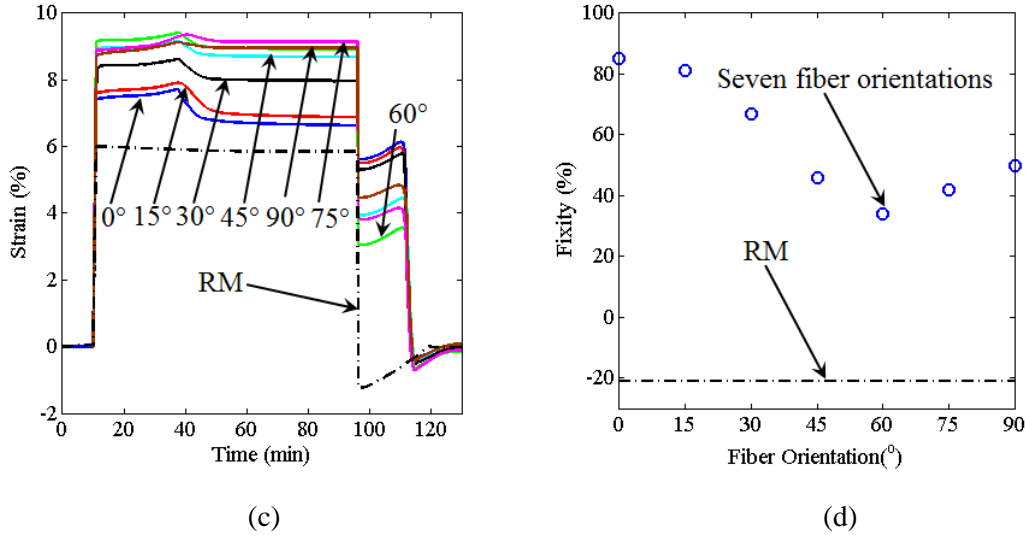 10
8
6
4
2
0
-2
Strain (%)
0° 15° 30° 45° 90° 75°
60°
RM
0 20 40 60 80 100 120
Time (min)
(c)
100
80
60
40
20
0
-20
Fixity (%)
Seven fiber orientations
RM
0 15 30 45 60 75 90
Fiber Orientation(°)
(d)